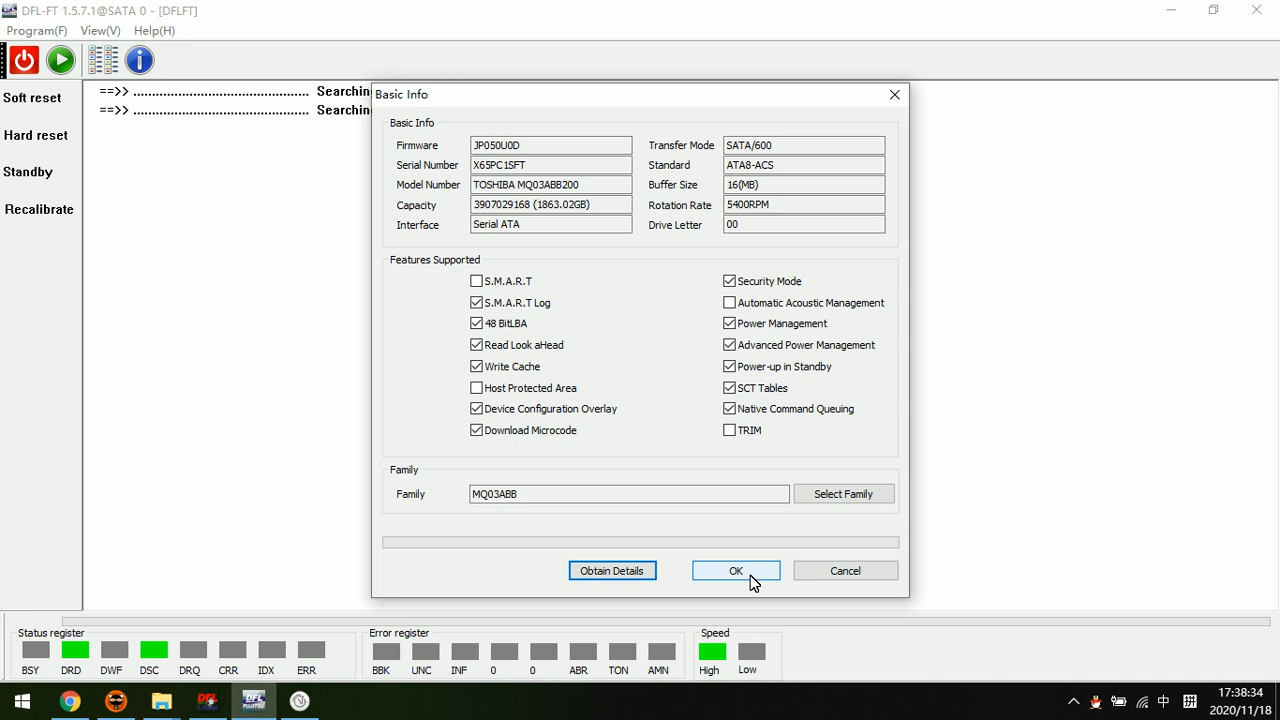 DFL-FT 1.5.7.1@SATA 0 - [DFLFT]
Program(F) View(V) Help(H)
Soft reset
Hard reset
Standby
Recalibrate
==>> .......................................... Searching
==>> .......................................... Searching
Basic Info
Basic Info
Firmware JP050U0D Transfer Mode SATA/600
Serial Number X65PC1SFT Standard ATA8-ACS
Model Number TOSHIBA MQ03ABB200 Buffer Size 16(MB)
Capacity 3907029168 (1863.02GB) Rotation Rate 5400RPM
Interface Serial ATA Drive Letter 00
Features Supported
S.M.A.R.T Security Mode
S.M.A.R.T Log Automatic Acoustic Management
48 BitLBA Power Management
Read Look aHead Advanced Power Management
Write Cache Power-up in Standby
Host Protected Area SCT Tables
Device Configuration Overlay Native Command Queuing
Download Microcode TRIM
Family
Family MQ03ABB Select Family
Obtain Details OK Cancel
Status register Error register Speed
BSY DRD DWF DSC DRQ CRR IDX ERR BBK UNC INF 0 0 ABR TON AMN High Low
DFL
DFL
FUJITSU
中 拼 17:38:34
2020/11/18